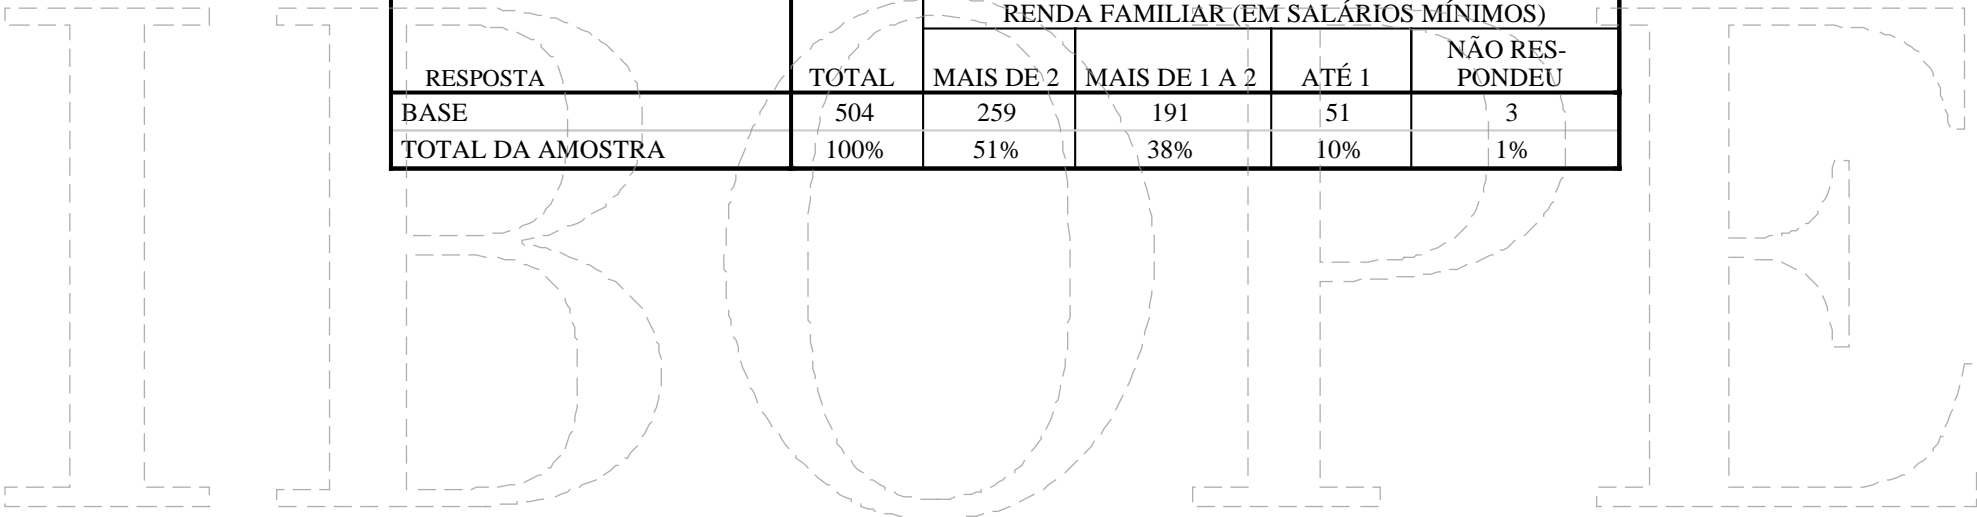 RENDA FAMILIAR (EM SALÁRIOS MÍNIMOS)
RESPOSTA TOTAL MAIS DE 2 MAIS DE 1 A 2 ATÉ 1 NÃO RES-
PONDEU
BASE 504 259 191 51 3
TOTAL DA AMOSTRA 100% 51% 38% 10% 1%
IBOPE